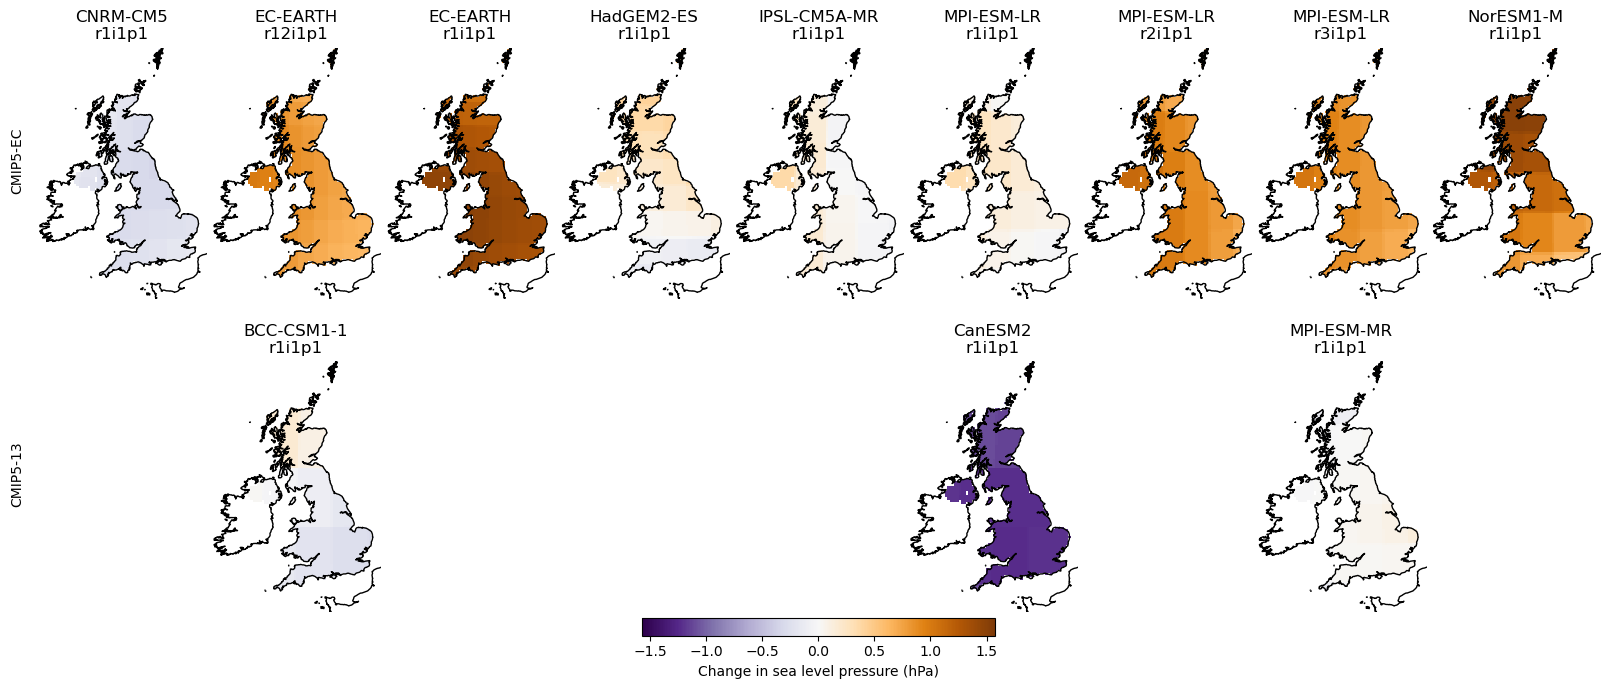 CNRM-CM5
r1i1p1
EC-EARTH
r12i1p1
EC-EARTH
r1i1p1
HadGEM2-ES
r1i1p1
IPSL-CM5A-MR
r1i1p1
MPI-ESM-LR
r1i1p1
MPI-ESM-LR
r2i1p1
MPI-ESM-LR
r3i1p1
NorESM1-M
r1i1p1
CMIP5-EC
BCC-CSM1-1
r1i1p1
CanESM2
r1i1p1
MPI-ESM-MR
r1i1p1
CMIP5-13
−1.5 −1.0 −0.5 0.0 0.5 1.0 1.5
Change in sea level pressure (hPa)